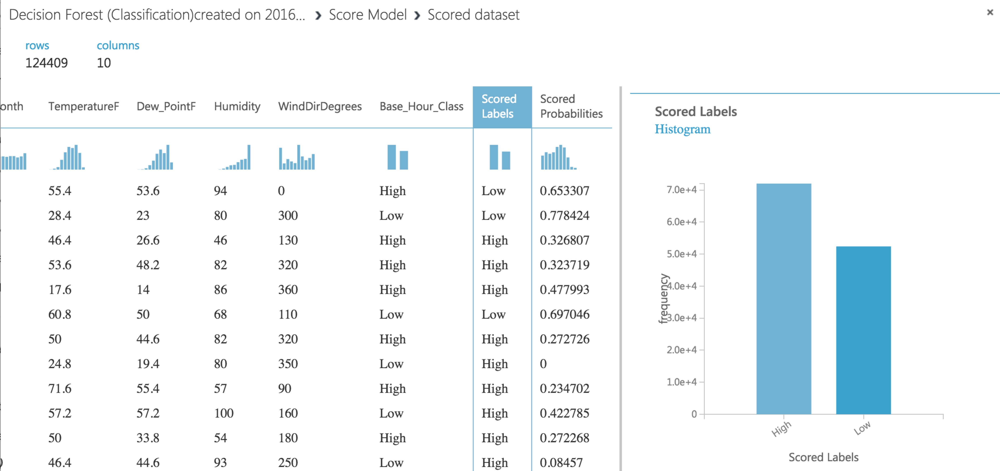 Decision Forest (Classification)created on 2016... › Score Model › Scored dataset ×
rows columns
124409 10
onth TemperatureF Dew_PointF Humidity WindDirDegrees Base_Hour_Class Scored Labels Scored Probabilities
55.4 53.6 94 0 High Low 0.653307
28.4 23 80 300 Low Low 0.778424
46.4 26.6 46 130 High High 0.326807
53.6 48.2 82 320 High High 0.323719
17.6 14 86 360 High High 0.477993
60.8 50 68 110 Low Low 0.697046
50 44.6 82 320 High High 0.272726
24.8 19.4 80 350 Low High 0
71.6 55.4 57 90 High High 0.234702
57.2 57.2 100 160 Low High 0.422785
50 33.8 54 180 High High 0.272268
46.4 44.6 93 250 Low High 0.08457
Scored Labels
Histogram
frequency
7.0e+4
6.0e+4
5.0e+4
4.0e+4
3.0e+4
2.0e+4
1.0e+4
0
High Low
Scored Labels